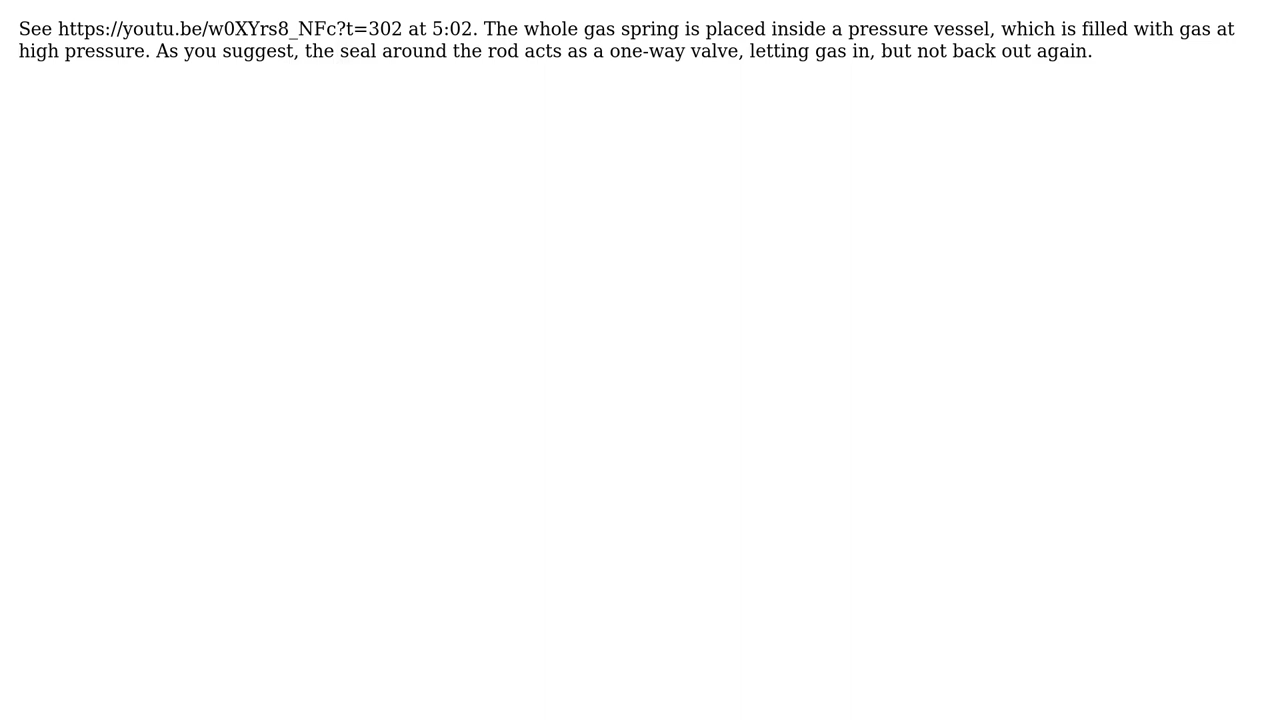 See https://youtu.be/w0XYrs8_NFc?t=302 at 5:02. The whole gas spring is placed inside a pressure vessel, which is filled with gas at
high pressure. As you suggest, the seal around the rod acts as a one-way valve, letting gas in, but not back out again.